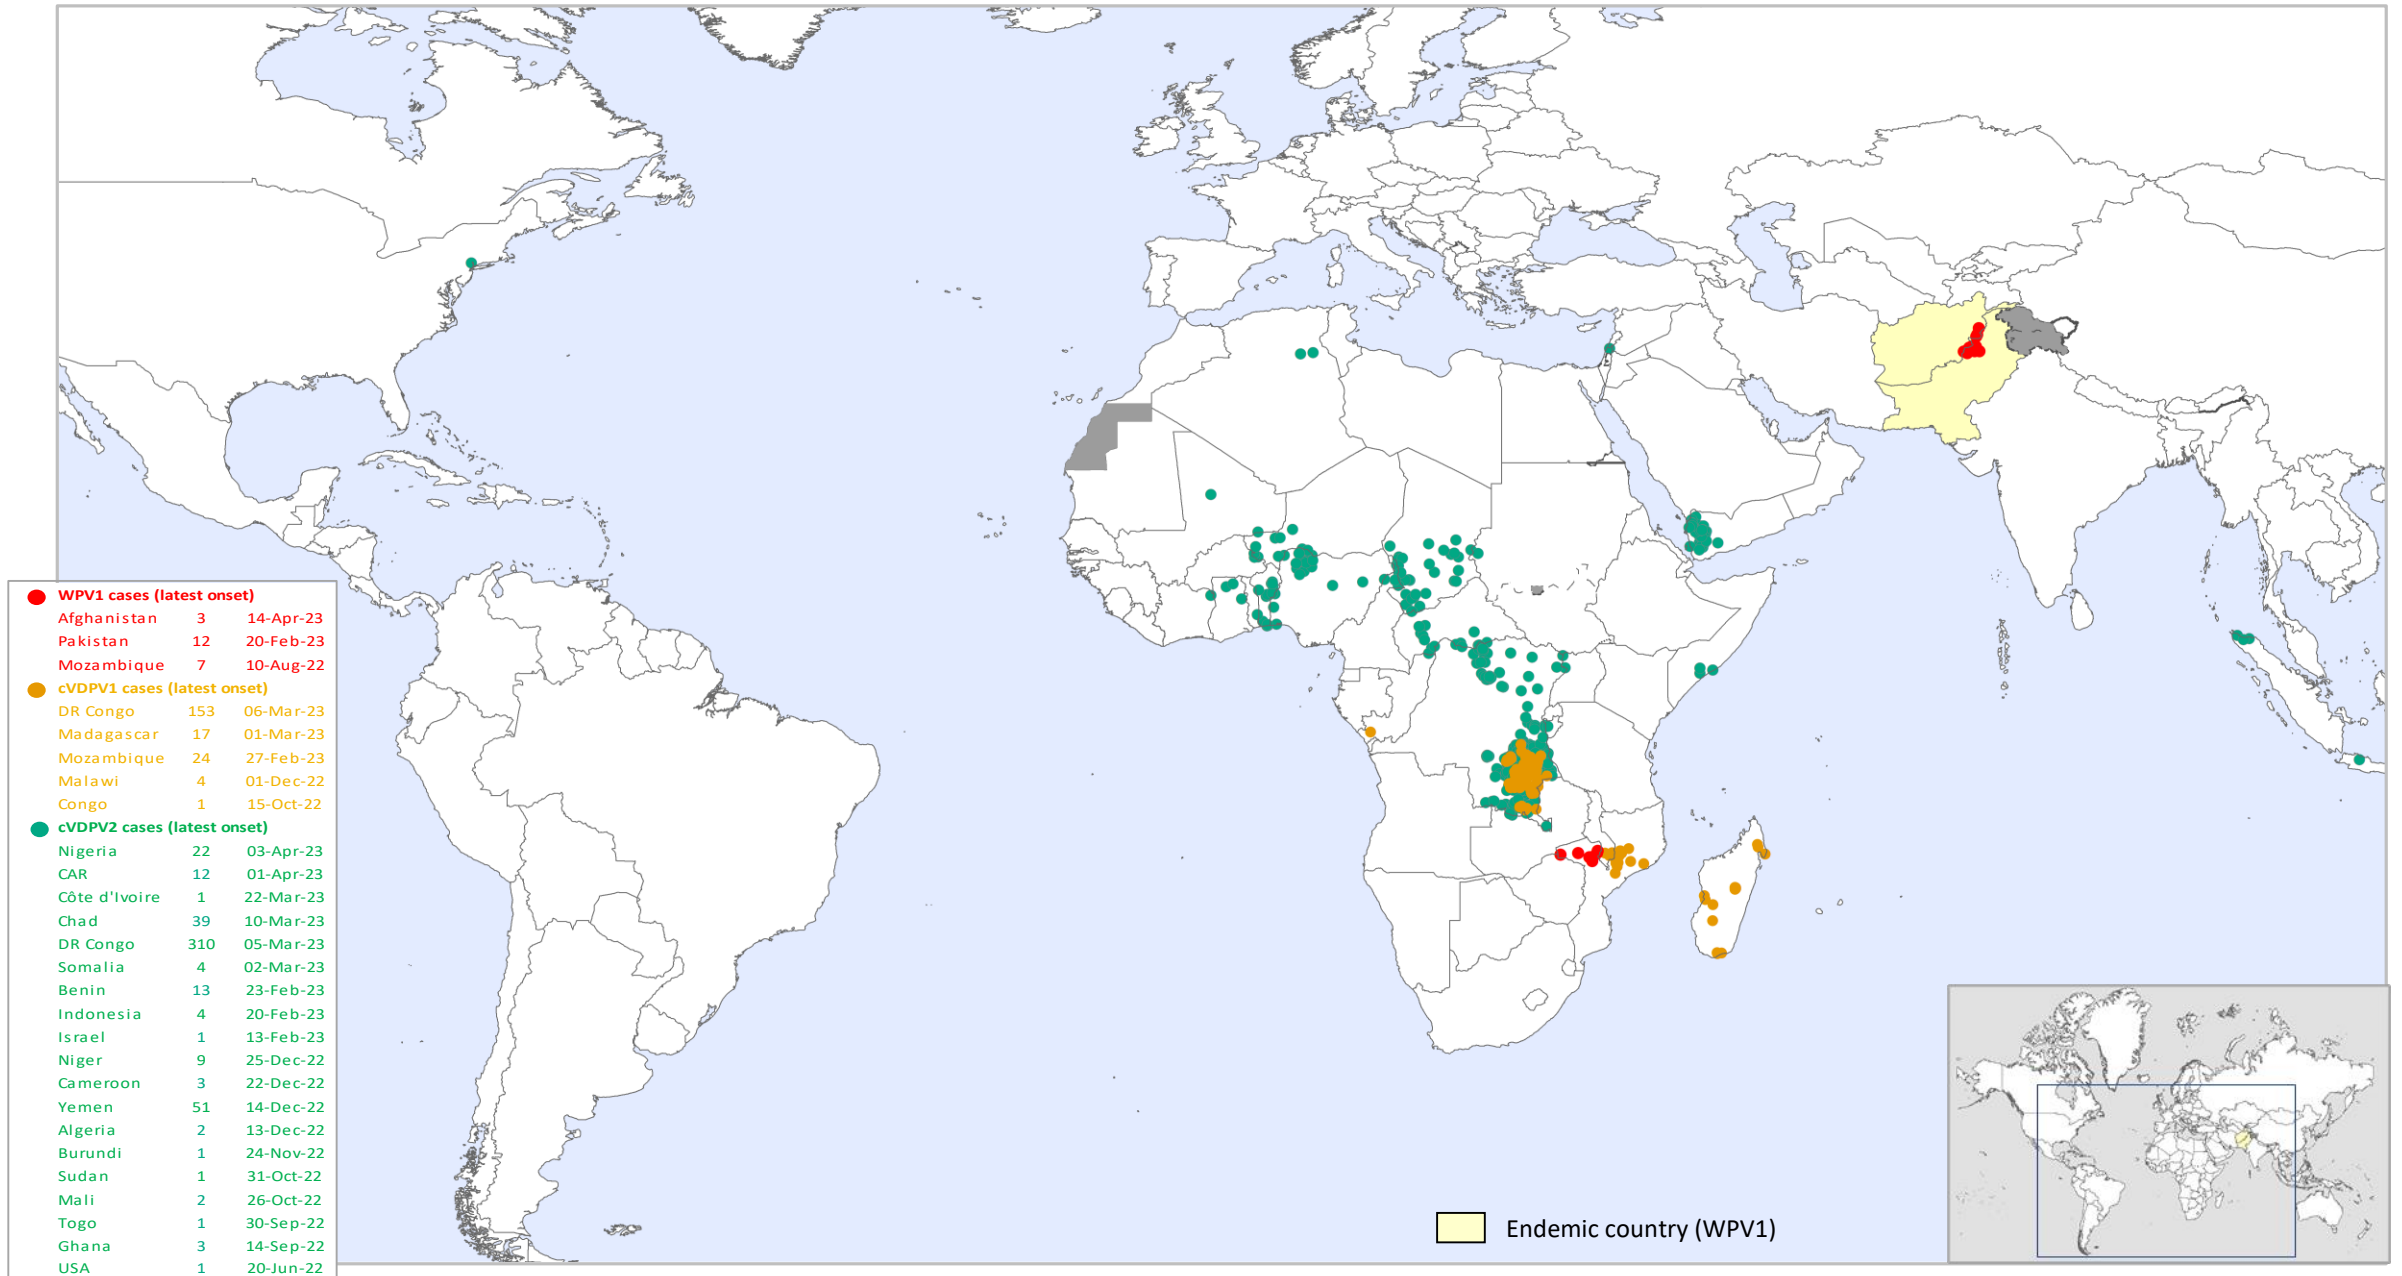 WPV1 cases (latest onset)
Afghanistan 3 14-Apr-23
Pakistan 12 20-Feb-23
Mozambique 7 10-Aug-22
cVDPV1 cases (latest onset)
DR Congo 153 06-Mar-23
Madagascar 17 01-Mar-23
Mozambique 24 27-Feb-23
Malawi 4 01-Dec-22
Congo 1 15-Oct-22
cVDPV2 cases (latest onset)
Nigeria 22 03-Apr-23
CAR 12 01-Apr-23
Côte d'Ivoire 1 22-Mar-23
Chad 39 10-Mar-23
DR Congo 310 05-Mar-23
Somalia 4 02-Mar-23
Benin 13 23-Feb-23
Indonesia 4 20-Feb-23
Israel 1 13-Feb-23
Niger 9 25-Dec-22
Cameroon 3 22-Dec-22
Yemen 51 14-Dec-22
Algeria 2 13-Dec-22
Burundi 1 24-Nov-22
Sudan 1 31-Oct-22
Mali 2 26-Oct-22
Togo 1 30-Sep-22
Ghana 3 14-Sep-22
USA 1 20-Jun-22
Endemic country (WPV1)